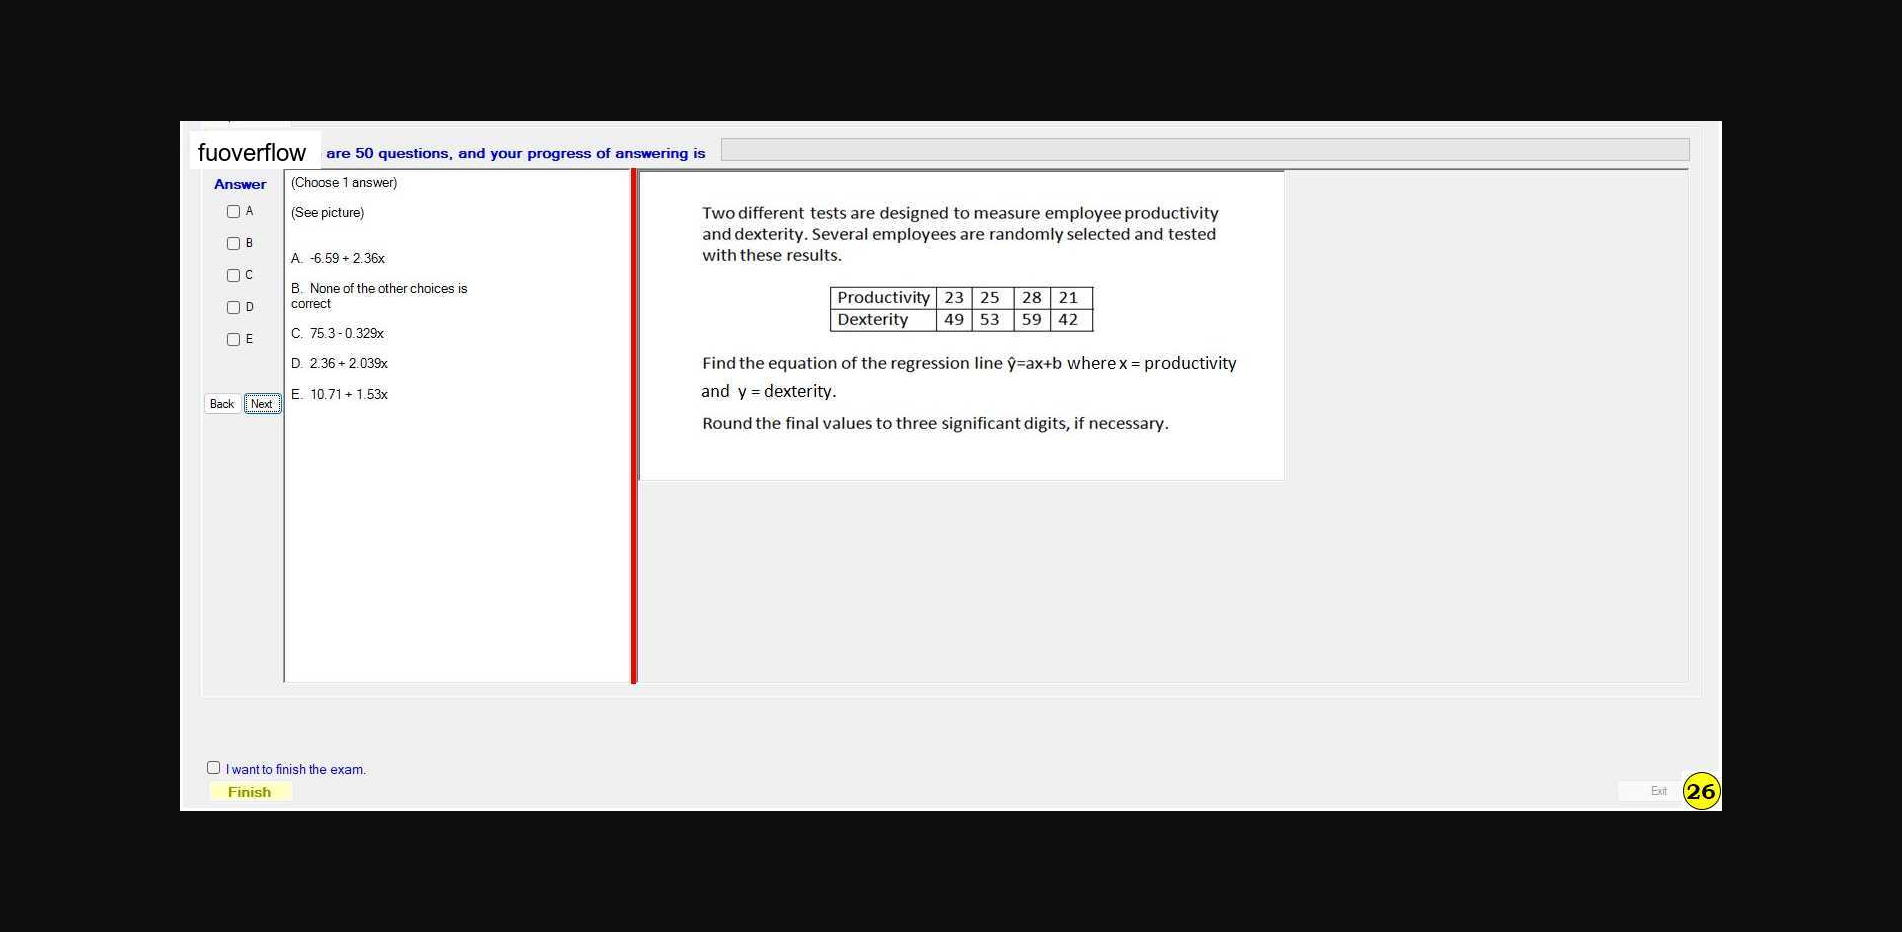 fuoverflow are 50 questions, and your progress of answering is
Answer
A
B
C
D
E
Back Next
(Choose 1 answer)
(See picture)
A. -6.59 + 2.36x
B. None of the other choices is
correct
C. 75.3 - 0.329x
D. 2.36 + 2.039x
E. 10.71 + 1.53x
Two different tests are designed to measure employee productivity
and dexterity. Several employees are randomly selected and tested
with these results.
Productivity 23 25 28 21
Dexterity 49 53 59 42
Find the equation of the regression line ŷ=ax+b where x = productivity
and y = dexterity.
Round the final values to three significant digits, if necessary.
I want to finish the exam.
Finish
Exit
26